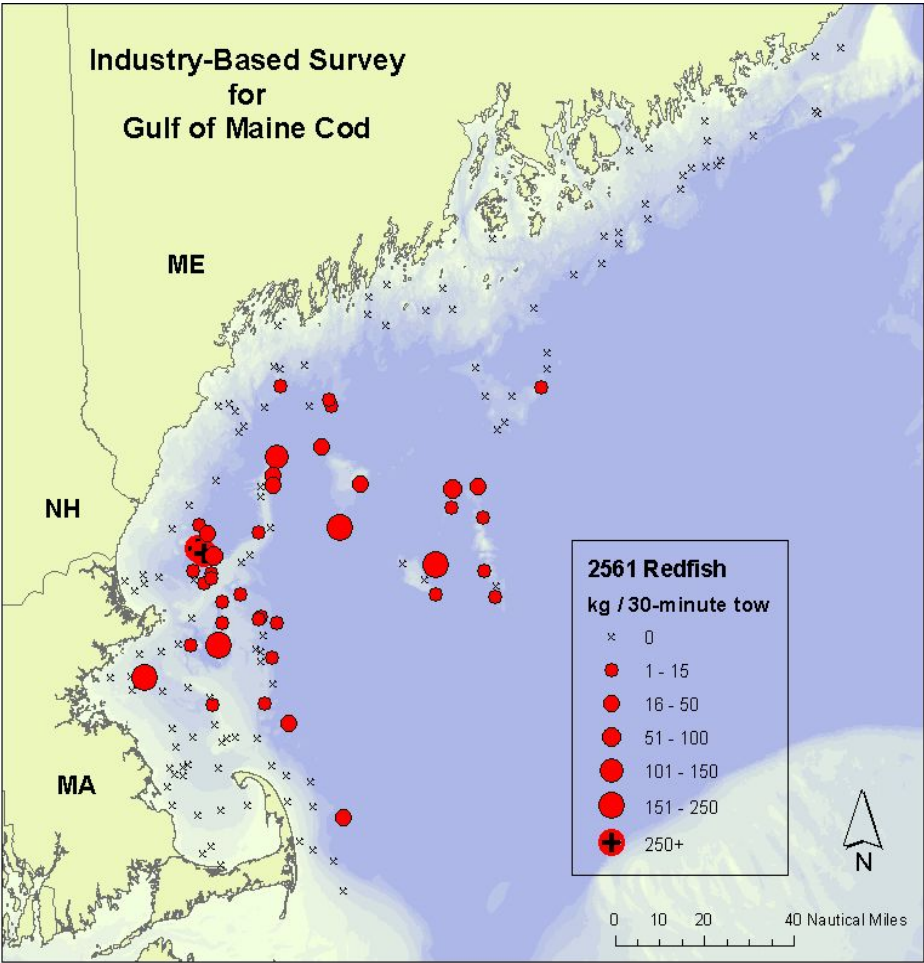 Industry-Based Survey
for
Gulf of Maine Cod
ME
NH
MA
2561 Redfish
kg / 30-minute tow
0
1 - 15
16 - 50
51 - 100
101 - 150
151 - 250
250+
N
0 10 20 40 Nautical Miles